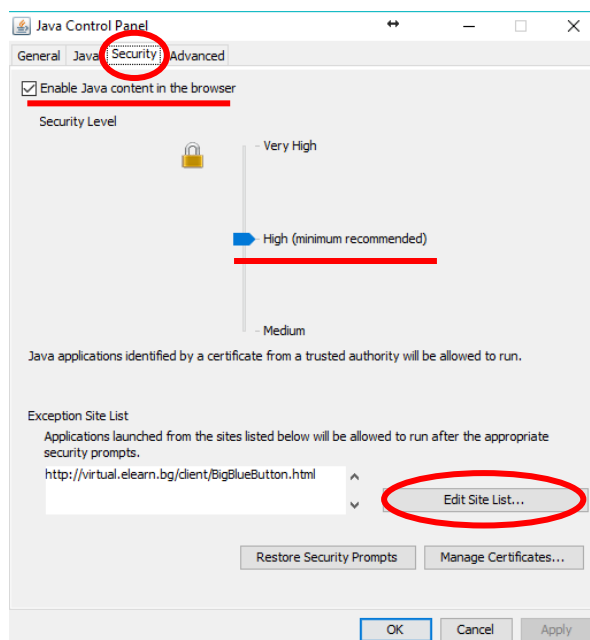 Java Control Panel
General Java Security Advanced
Enable Java content in the browser
Security Level
- Very High
- High (minimum recommended)
- Medium
Java applications identified by a certificate from a trusted authority will be allowed to run.
Exception Site List
Applications launched from the sites listed below will be allowed to run after the appropriate
security prompts.
http://virtual.elearn.bg/client/BigBlueButton.html
Edit Site List...
Restore Security Prompts Manage Certificates...
OK Cancel Apply